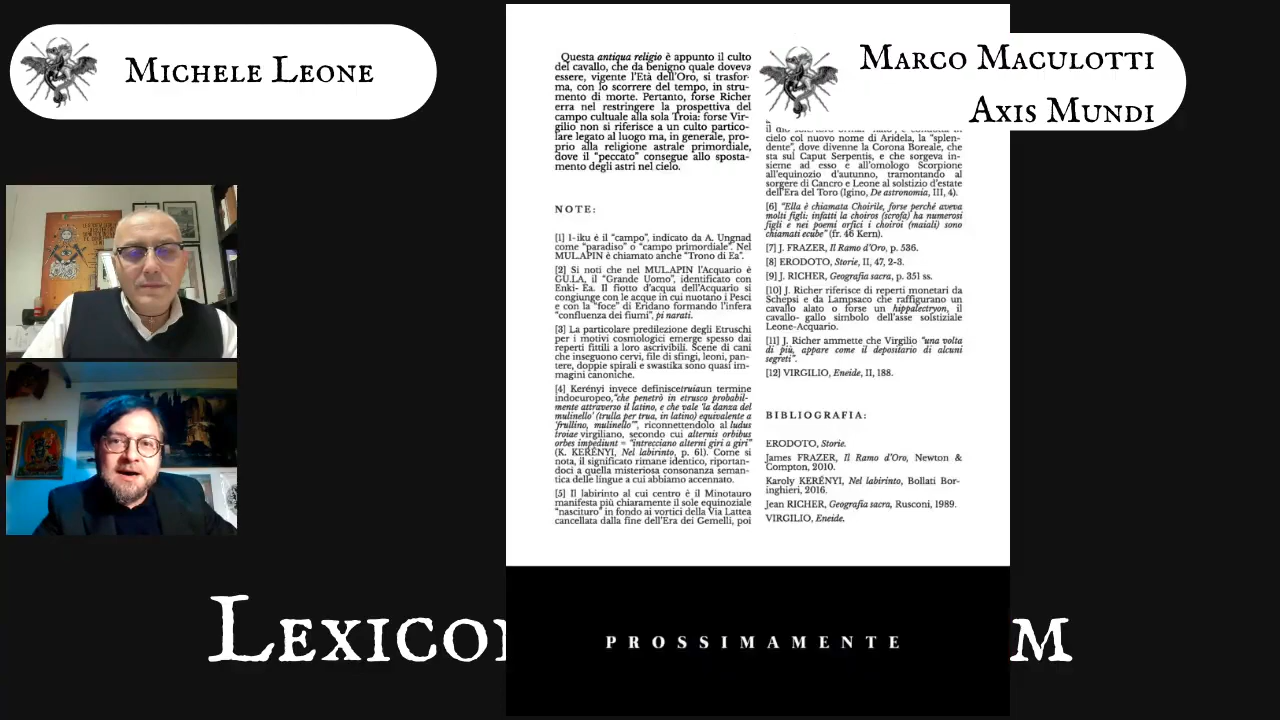 Michele Leone
Marco Maculotti
Axis Mundi
Questa antiqua religio è appunto il culto
del cavallo, che da benigno quale doveva
essere, vigente l'Età dell'Oro, si trasfor-
ma, con lo scorrere del tempo, in stru-
mento di morte. Pertanto, forse Richer
erra nel restringere la prospettiva del
campo cultuale alla sola Troia: forse Vir-
gilio non si riferisce a un culto partico-
lare legato al luogo ma, in generale, pro-
prio alla religione astrale primordiale,
dove il "peccato" consegue allo sposta-
mento degli astri nel cielo.
NOTE:
[1] I-iku è il "campo", indicato da A. Ungnad
come "paradiso" o "campo primordiale". Nel
MUL.APIN è chiamato anche "Trono di Ea".
[2] Si noti che nel MUL.APIN l'Acquario è
GU.LA, il "Grande Uomo", identificato con
Enki- Ea. Il fiotto d'acqua dell'Acquario si
congiunge con le acque in cui nuotano i Pesci
e con la "foce" di Eridano formando l'infera
"confluenza dei fiumi", pi narati.
[3] La particolare predilezione degli Etruschi
per i motivi cosmologici emerge spesso dai
reperti fittili a loro ascrivibili. Scene di cani
che inseguono cervi, file di sfingi, leoni, pan-
tere, doppie spirali e swastika sono quasi im-
magini canoniche.
[4] Kerényi invece definiscetruiaun termine
indoeuropeo,"che penetrò in etrusco probabil-
mente attraverso il latino, e che vale 'la danza del
mulinello' (trulla per trua, in latino) equivalente a
'frullino, mulinello'", riconnettendolo al ludus
troiae virgiliano, secondo cui alternis orbibus
orbes impediunt = "intrecciano alterni giri a giri"
(K. KERÉNYI, Nel labirinto, p. 61). Come si
nota, il significato rimane identico, riportan-
doci a quella misteriosa consonanza seman-
tica delle lingue a cui abbiamo accennato.
[5] Il labirinto al cui centro è il Minotauro
manifesta più chiaramente il sole equinoziale
"nascituro" in fondo ai vortici della Via Lattea
cancellata dalla fine dell'Era dei Gemelli, poi
cielo col nuovo nome di Aridela, la "splen-
dente", dove divenne la Corona Boreale, che
sta sul Caput Serpentis, e che sorgeva in-
sieme ad esso e all'omologo Scorpione
all'equinozio d'autunno, tramontando al
sorgere di Cancro e Leone al solstizio d'estate
dell'Era del Toro (Igino, De astronomia, III, 4).
[6] "Ella è chiamata Choirile, forse perché aveva
molti figli: infatti la choiros (scrofa) ha numerosi
figli e nei poemi orfici i choiroi (maiali) sono
chiamati ecube" (fr. 46 Kern).
[7] J. FRAZER, Il Ramo d'Oro, p. 536.
[8] ERODOTO, Storie, II, 47, 2-3.
[9] J. RICHER, Geografia sacra, p. 351 ss.
[10] J. Richer riferisce di reperti monetari da
Schepsi e da Lampsaco che raffigurano un
cavallo alato o forse un hippalectryon, il
cavallo- gallo simbolo dell'asse solstiziale
Leone-Acquario.
[11] J. Richer ammette che Virgilio "una volta
di più, appare come il depositario di alcuni
segreti".
[12] VIRGILIO, Eneide, II, 188.
BIBLIOGRAFIA:
ERODOTO, Storie.
James FRAZER, Il Ramo d'Oro, Newton &
Compton, 2010.
Karoly KERÉNYI, Nel labirinto, Bollati Bor-
inghieri, 2016.
Jean RICHER, Geografia sacra, Rusconi, 1989.
VIRGILIO, Eneide.
PROSSIMAMENTE
Lexicon
m